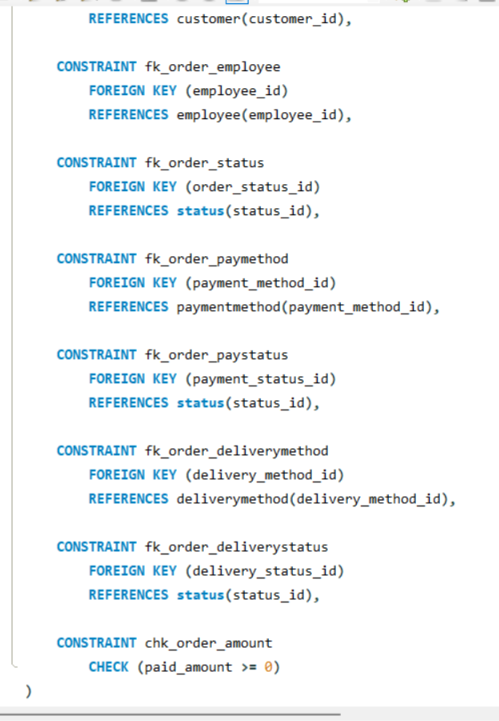 REFERENCES customer(customer_id),
CONSTRAINT fk_order_employee
FOREIGN KEY (employee_id)
REFERENCES employee(employee_id),
CONSTRAINT fk_order_status
FOREIGN KEY (order_status_id)
REFERENCES status(status_id),
CONSTRAINT fk_order_paymethod
FOREIGN KEY (payment_method_id)
REFERENCES paymentmethod(payment_method_id),
CONSTRAINT fk_order_paystatus
FOREIGN KEY (payment_status_id)
REFERENCES status(status_id),
CONSTRAINT fk_order_deliverymethod
FOREIGN KEY (delivery_method_id)
REFERENCES deliverymethod(delivery_method_id),
CONSTRAINT fk_order_deliverystatus
FOREIGN KEY (delivery_status_id)
REFERENCES status(status_id),
CONSTRAINT chk_order_amount
CHECK (paid_amount >= 0)
)